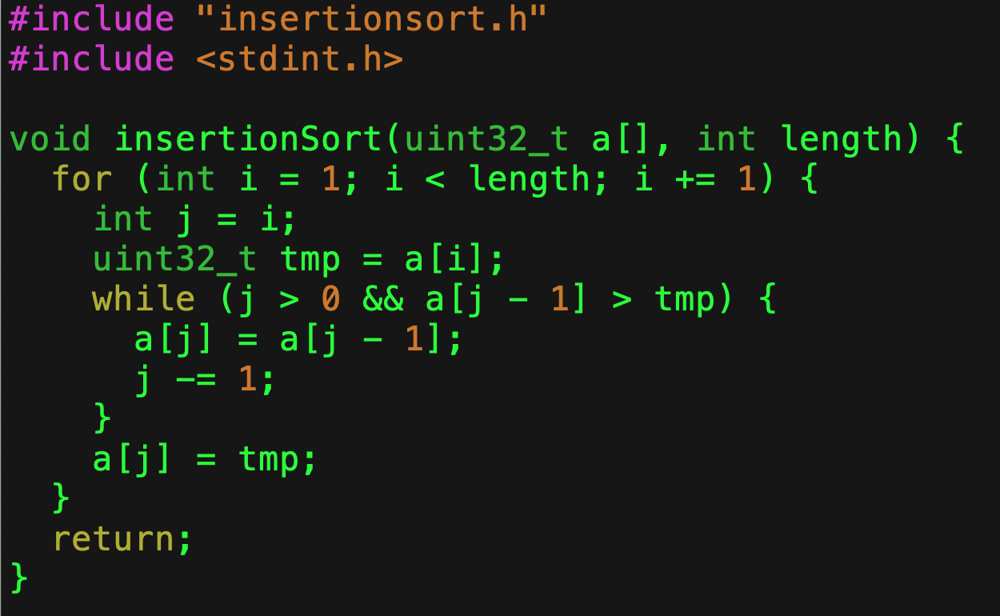 #include "insertionsort.h"
#include <stdint.h>

void insertionSort(uint32_t a[], int length) {
  for (int i = 1; i < length; i += 1) {
    int j = i;
    uint32_t tmp = a[i];
    while (j > 0 && a[j - 1] > tmp) {
      a[j] = a[j - 1];
      j -= 1;
    }
    a[j] = tmp;
  }
  return;
}